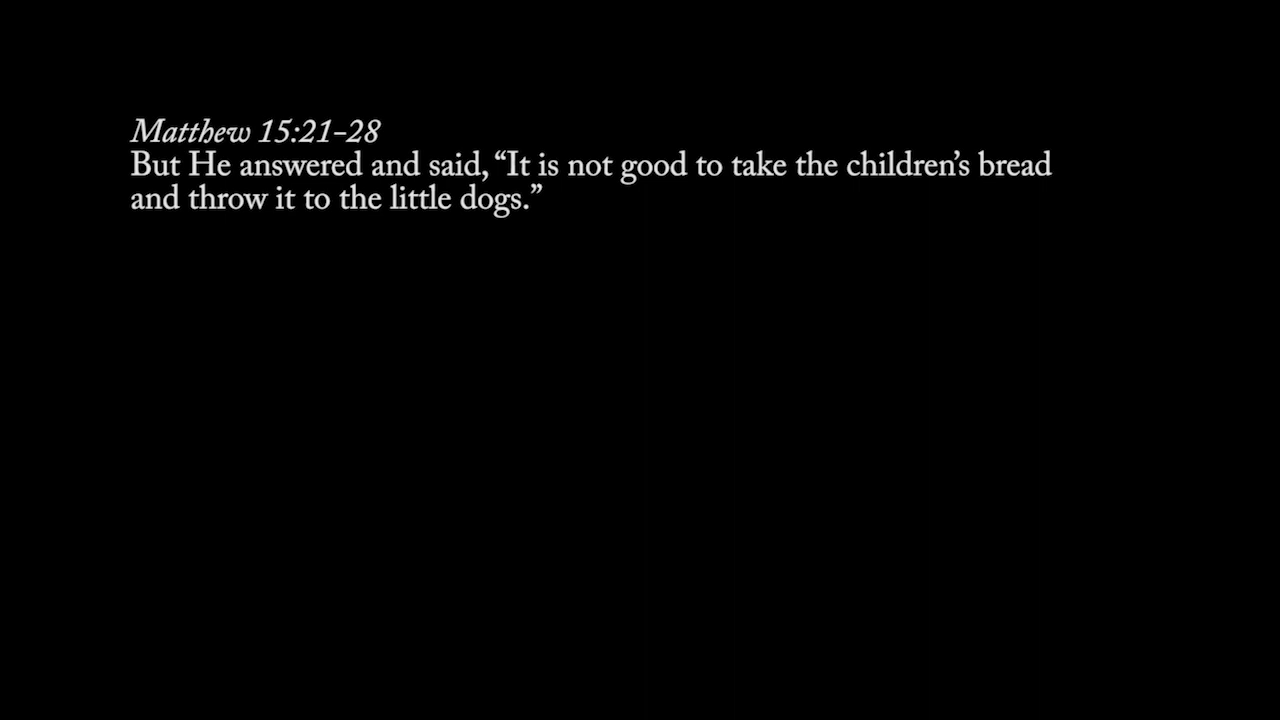 Matthew 15:21–28
But He answered and said, “It is not good to take the children’s bread
and throw it to the little dogs.”